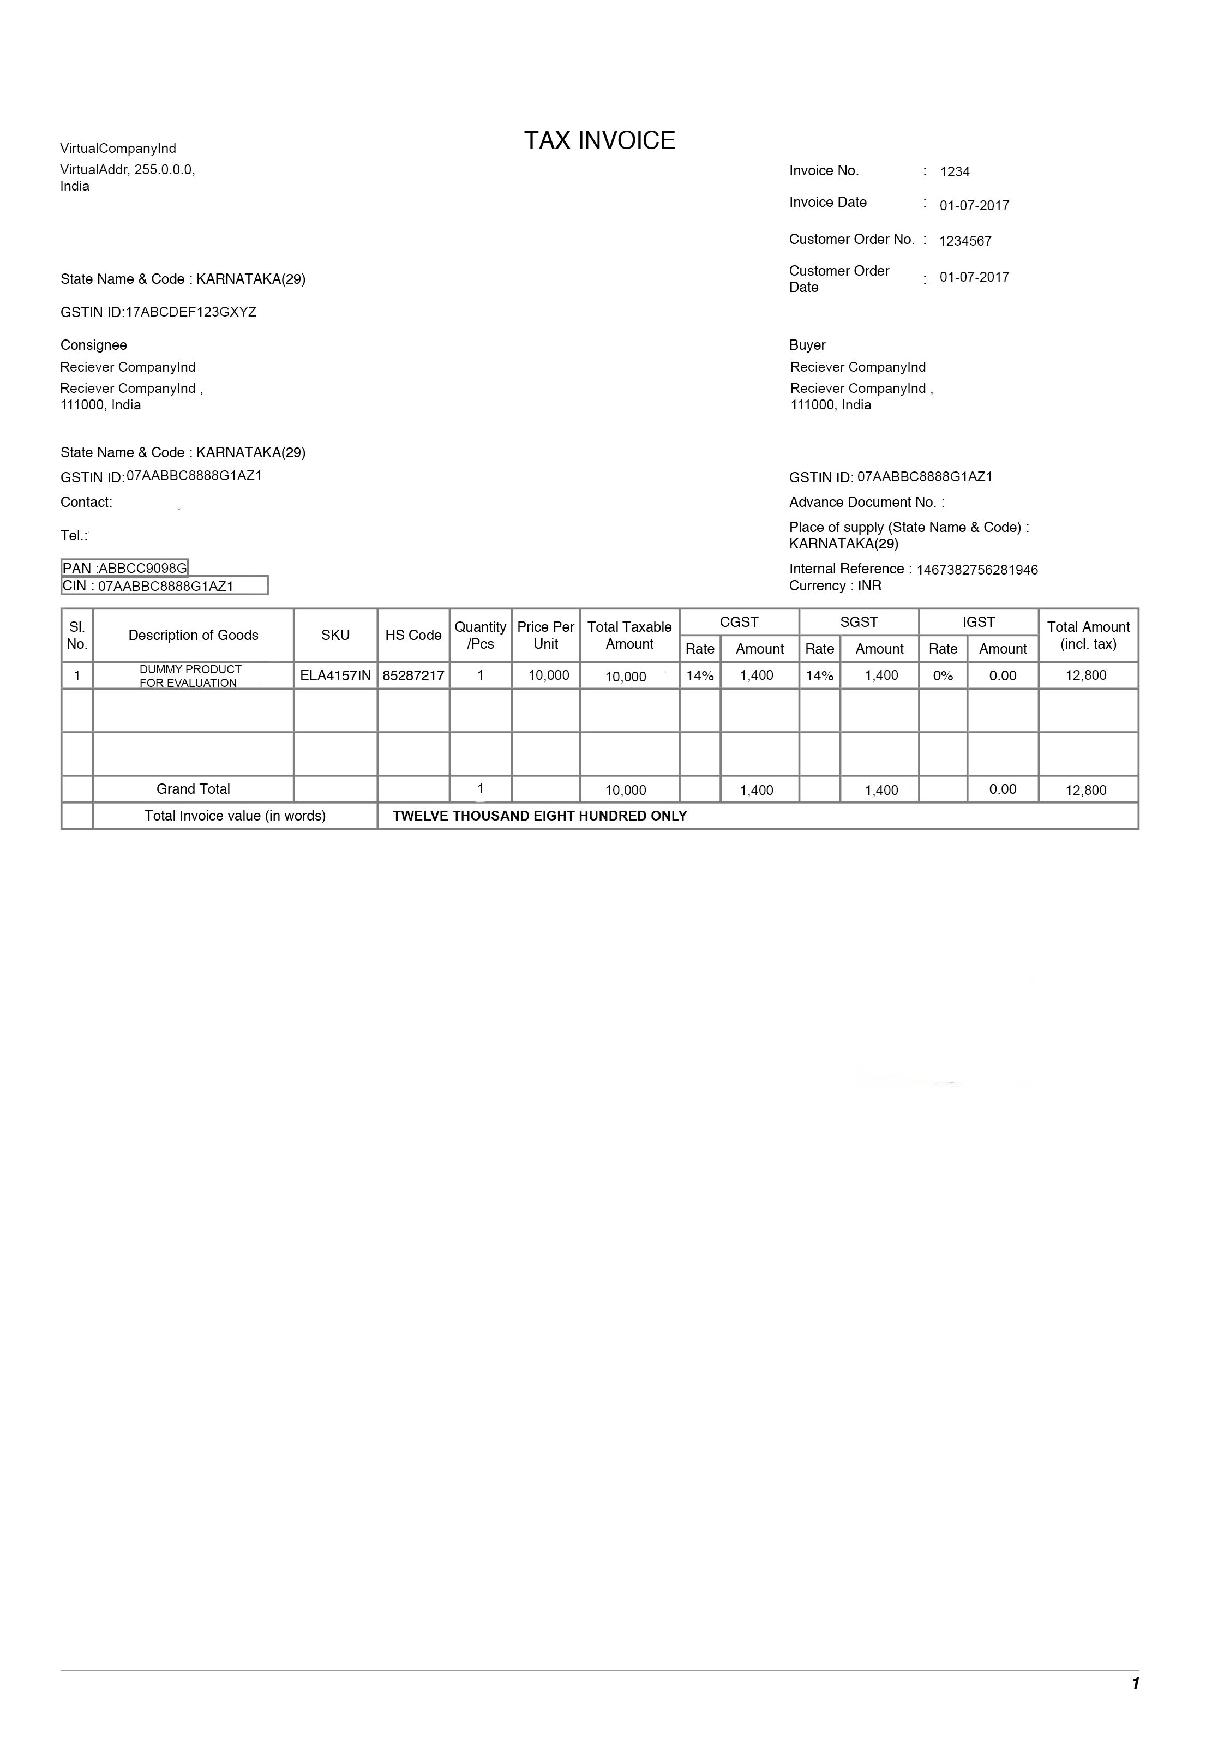 TAX INVOICE
VirtualCompanyInd
VirtualAddr, 255.0.0.0,
India
Invoice No. : 1234
Invoice Date : 01-07-2017
Customer Order No. : 1234567
Customer Order
Date : 01-07-2017
State Name & Code : KARNATAKA(29)
GSTIN ID:17ABCDEF123GXYZ
Consignee
Reciever CompanyInd
Reciever CompanyInd ,
111000, India
Buyer
Reciever CompanyInd
Reciever CompanyInd ,
111000, India
State Name & Code : KARNATAKA(29)
GSTIN ID:07AABBC8888G1AZ1
Contact:
Tel.:
PAN :ABBCC9098G
CIN : 07AABBC8888G1AZ1
GSTIN ID: 07AABBC8888G1AZ1
Advance Document No. :
Place of supply (State Name & Code) :
KARNATAKA(29)
Internal Reference : 1467382756281946
Currency : INR
Sl. No. Description of Goods SKU HS Code Quantity /Pcs Price Per Unit Total Taxable Amount CGST SGST IGST Total Amount (incl. tax)
Rate Amount Rate Amount Rate Amount
1 DUMMY PRODUCT FOR EVALUATION ELA4157IN 85287217 1 10,000 10,000 14% 1,400 14% 1,400 0% 0.00 12,800
Grand Total 1 10,000 1,400 1,400 0.00 12,800
Total Invoice value (in words) TWELVE THOUSAND EIGHT HUNDRED ONLY
1